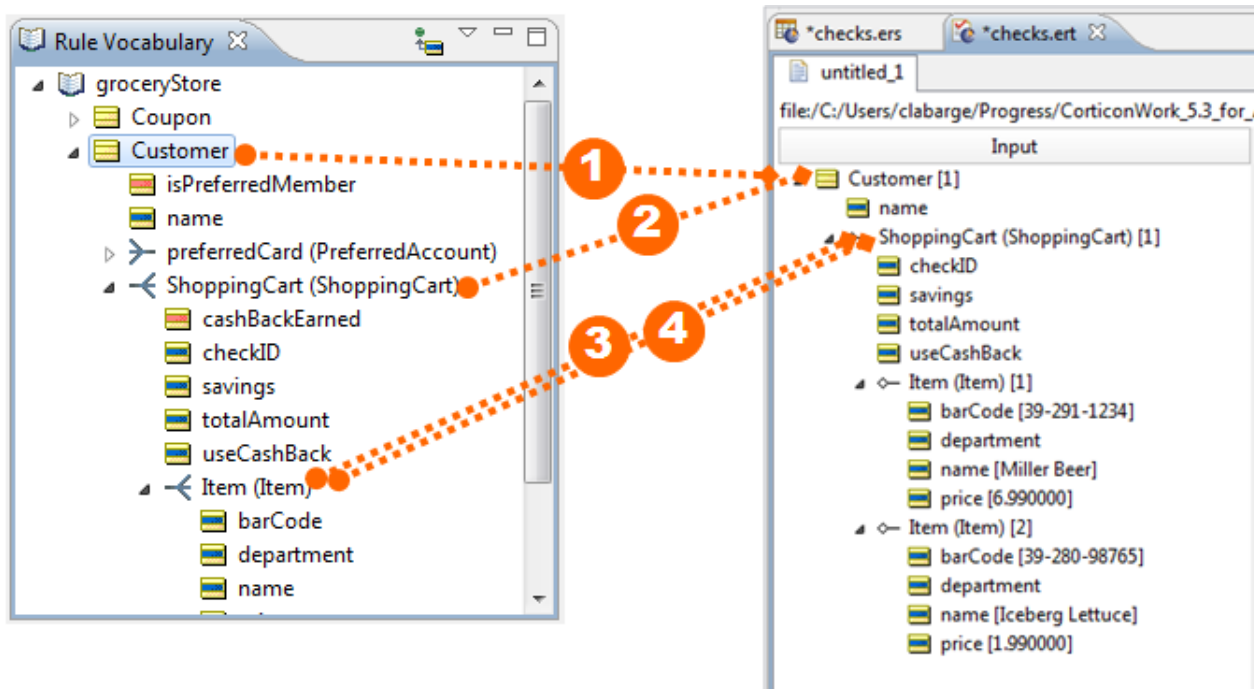 Rule Vocabulary
groceryStore
Coupon
Customer
isPreferredMember
name
preferredCard (PreferredAccount)
ShoppingCart (ShoppingCart)
cashBackEarned
checkID
savings
totalAmount
useCashBack
Item (Item)
barCode
department
name
1
2
3
4
*checks.ers
*checks.ert
untitled_1
file:/C:/Users/clabarge/Progress/CorticonWork_5.3_for_
Input
Customer [1]
name
ShoppingCart (ShoppingCart) [1]
checkID
savings
totalAmount
useCashBack
Item (Item) [1]
barCode [39-291-1234]
department
name [Miller Beer]
price [6.990000]
Item (Item) [2]
barCode [39-280-98765]
department
name [Iceberg Lettuce]
price [1.990000]